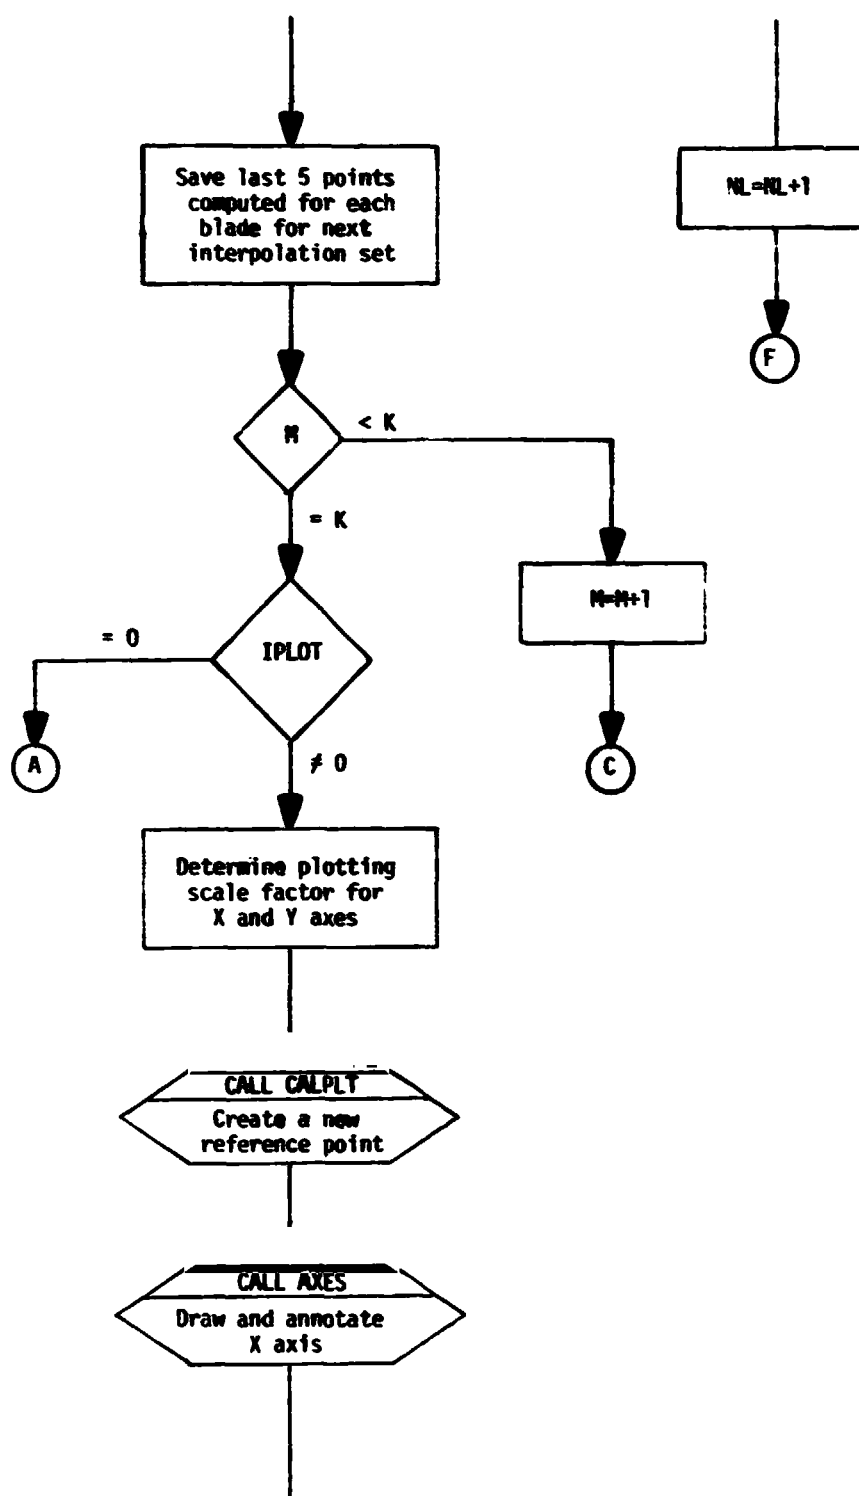 Save last 5 points
computed for each
blade for next
interpolation set
NL=NL+1
F
M
< K
= K
M=M+1
C
IPLOT
= 0
A
≠ 0
Determine plotting
scale factor for
X and Y axes
CALL CALPLT
Create a new
reference point
CALL AXES
Draw and annotate
X axis